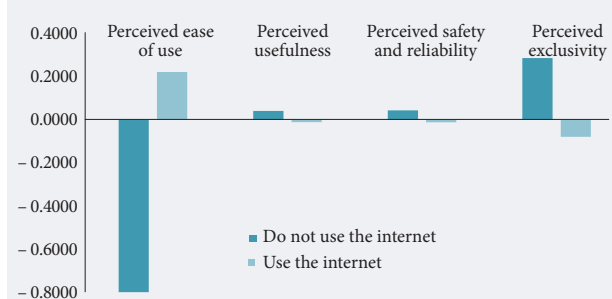 Perceived ease
of use
Perceived
usefulness
Perceived safety
and reliability
Perceived
exclusivity
0.4000
0.2000
0.0000
– 0.2000
– 0.4000
– 0.6000
– 0.8000
Do not use the internet
Use the internet